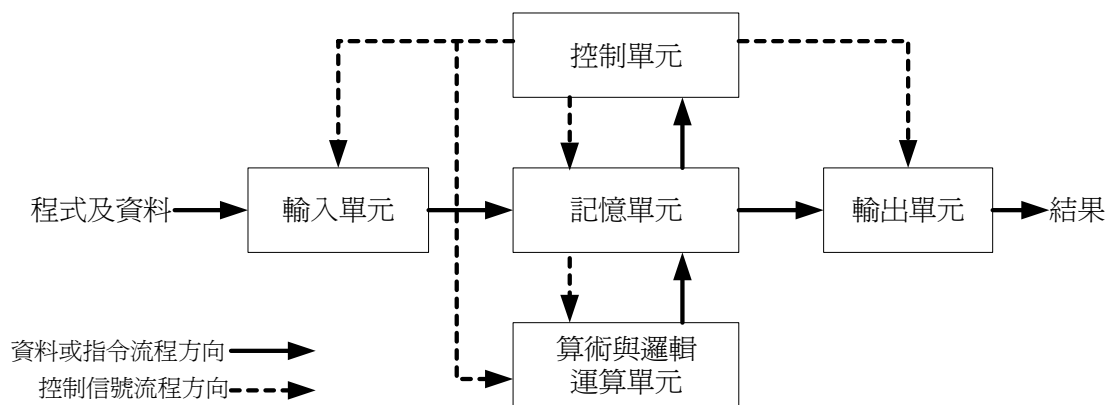 控制單元
程式及資料
輸入單元
記憶單元
輸出單元
結果
算術與邏輯
運算單元
資料或指令流程方向
控制信號流程方向